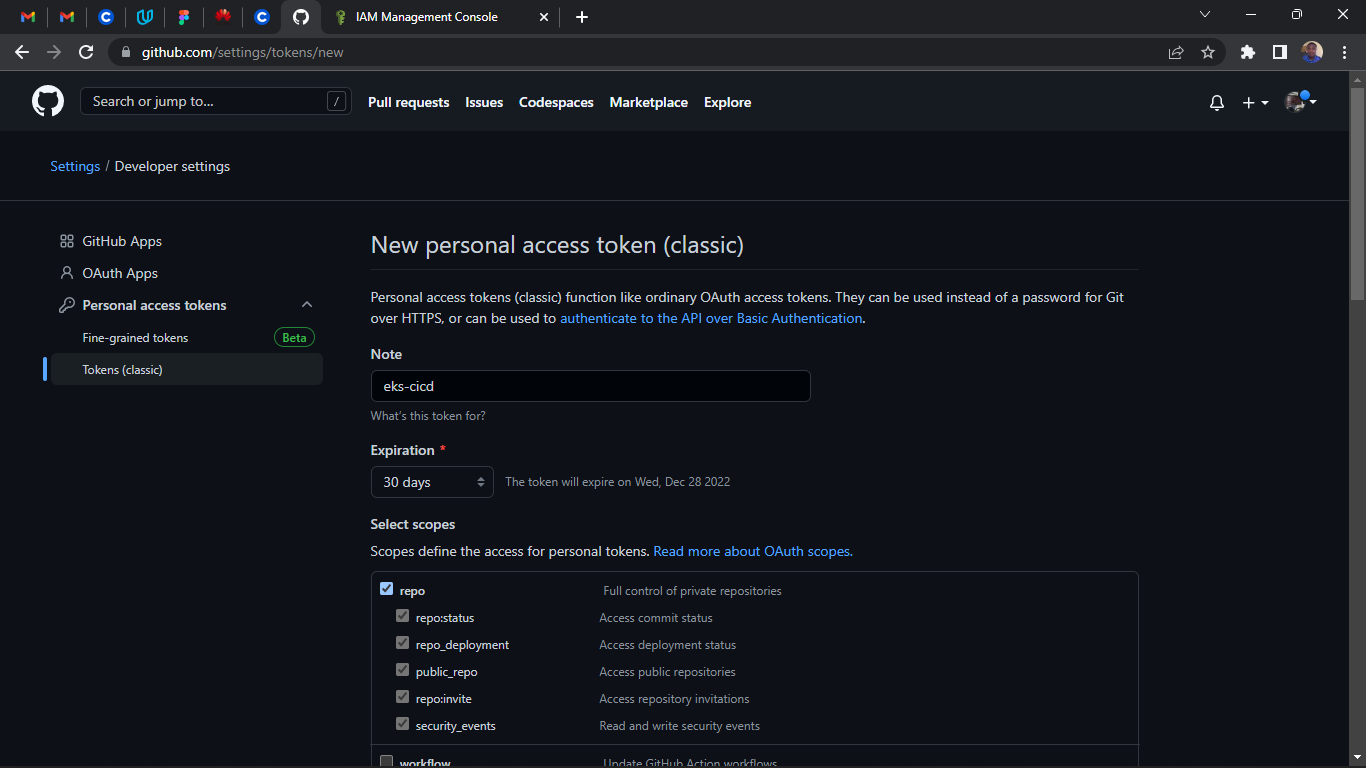 IAM Management Console
github.com/settings/tokens/new
Search or jump to... /
Pull requests Issues Codespaces Marketplace Explore
Settings / Developer settings
GitHub Apps
OAuth Apps
Personal access tokens
Fine-grained tokens Beta
Tokens (classic)
New personal access token (classic)
Personal access tokens (classic) function like ordinary OAuth access tokens. They can be used instead of a password for Git
over HTTPS, or can be used to authenticate to the API over Basic Authentication.
Note
eks-cicd
What's this token for?
Expiration *
30 days The token will expire on Wed, Dec 28 2022
Select scopes
Scopes define the access for personal tokens. Read more about OAuth scopes.
repo Full control of private repositories
repo:status Access commit status
repo_deployment Access deployment status
public_repo Access public repositories
repo:invite Access repository invitations
security_events Read and write security events
workflow Update GitHub Action workflows